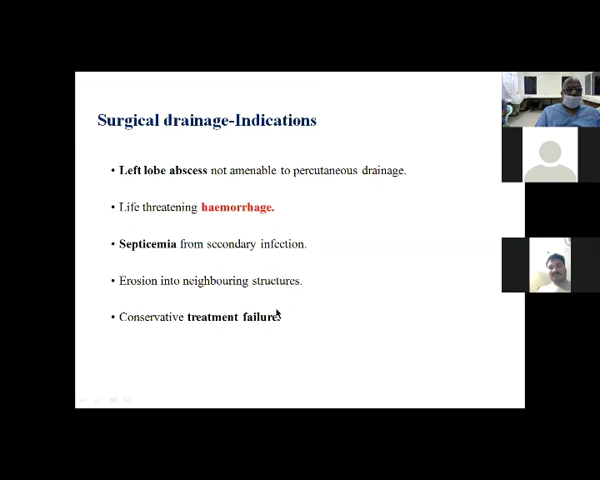 Surgical drainage-Indications
• Left lobe abscess not amenable to percutaneous drainage.
• Life threatening haemorrhage.
• Septicemia from secondary infection.
• Erosion into neighbouring structures.
• Conservative treatment failure.